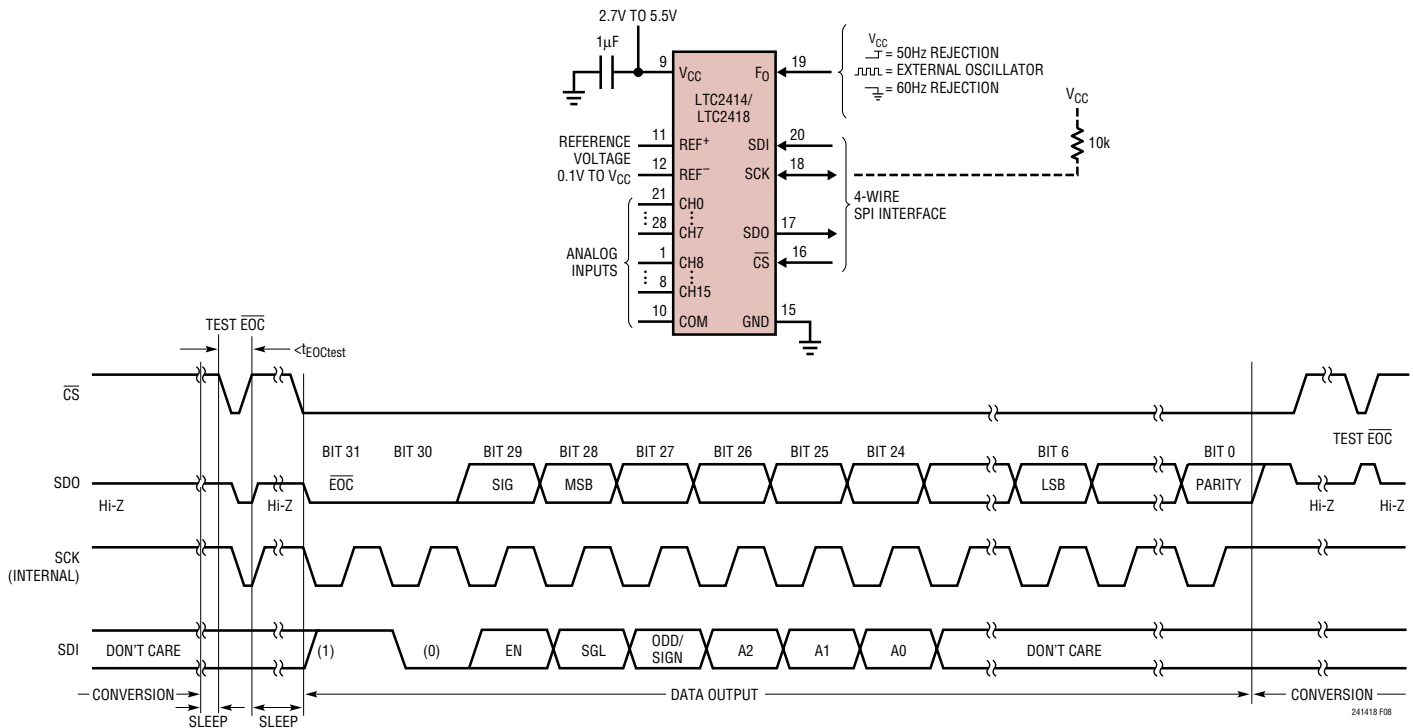 2.7V TO 5.5V
1µF
9
VCC
FO
19
VCC
= 50Hz REJECTION
= EXTERNAL OSCILLATOR
= 60Hz REJECTION
LTC2414/
LTC2418
VCC
10k
REFERENCE
VOLTAGE
0.1V TO VCC
11
REF+
12
REF–
SDI
20
SCK
18
SDO
17
CS
16
4-WIRE
SPI INTERFACE
ANALOG
INPUTS
21
CH0
28
CH7
1
CH8
8
CH15
10
COM
GND
15
TEST EOC
<tEOCtest
CS
TEST EOC
BIT 31
BIT 30
BIT 29
BIT 28
BIT 27
BIT 26
BIT 25
BIT 24
BIT 6
BIT 0
SDO
EOC
SIG
MSB
LSB
PARITY
Hi-Z
Hi-Z
Hi-Z
Hi-Z
SCK
(INTERNAL)
SDI
DON'T CARE
(1)
(0)
EN
SGL
ODD/
SIGN
A2
A1
A0
DON'T CARE
CONVERSION
SLEEP
SLEEP
DATA OUTPUT
CONVERSION
241418 F08